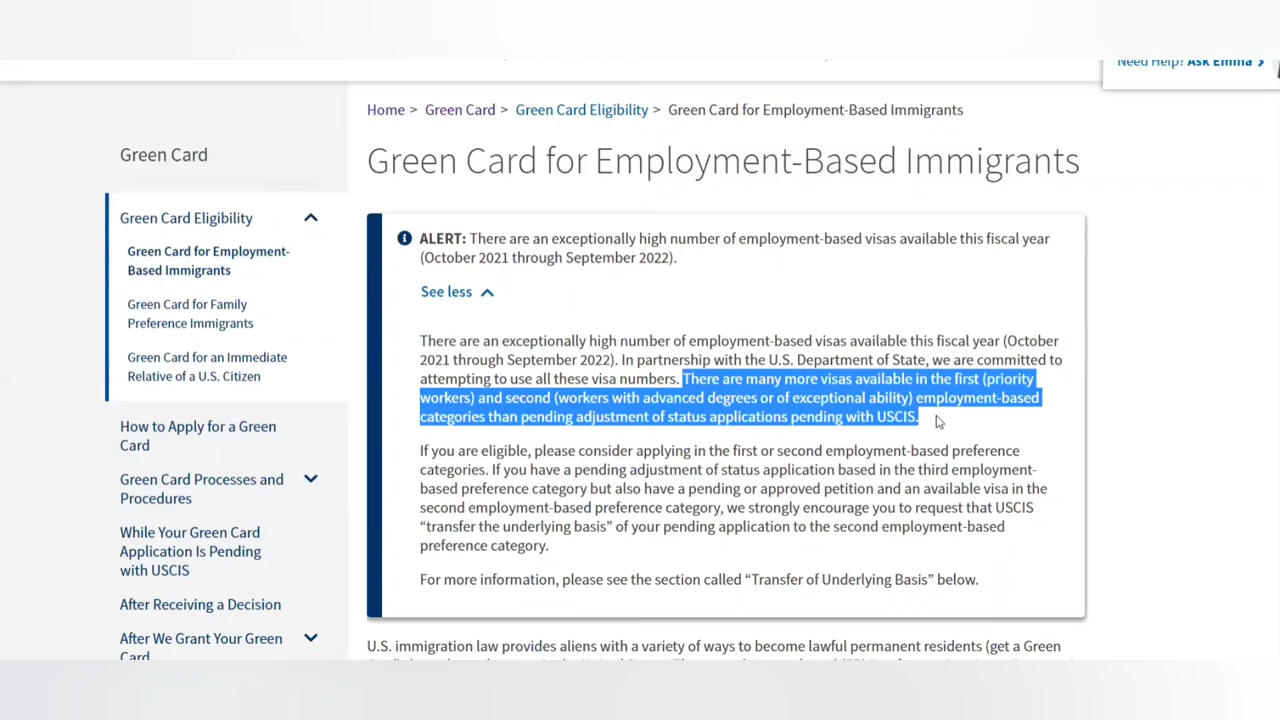 Need Help? Ask Emma
Home > Green Card > Green Card Eligibility > Green Card for Employment-Based Immigrants
Green Card
Green Card Eligibility
Green Card for Employment-
Based Immigrants
Green Card for Family
Preference Immigrants
Green Card for an Immediate
Relative of a U.S. Citizen
How to Apply for a Green
Card
Green Card Processes and
Procedures
While Your Green Card
Application Is Pending
with USCIS
After Receiving a Decision
After We Grant Your Green
Card
Green Card for Employment-Based Immigrants
ALERT: There are an exceptionally high number of employment-based visas available this fiscal year
(October 2021 through September 2022).
See less
There are an exceptionally high number of employment-based visas available this fiscal year (October
2021 through September 2022). In partnership with the U.S. Department of State, we are committed to
attempting to use all these visa numbers. There are many more visas available in the first (priority
workers) and second (workers with advanced degrees or of exceptional ability) employment-based
categories than pending adjustment of status applications pending with USCIS.
If you are eligible, please consider applying in the first or second employment-based preference
categories. If you have a pending adjustment of status application based in the third employment-
based preference category but also have a pending or approved petition and an available visa in the
second employment-based preference category, we strongly encourage you to request that USCIS
“transfer the underlying basis” of your pending application to the second employment-based
preference category.
For more information, please see the section called “Transfer of Underlying Basis” below.
U.S. immigration law provides aliens with a variety of ways to become lawful permanent residents (get a Green